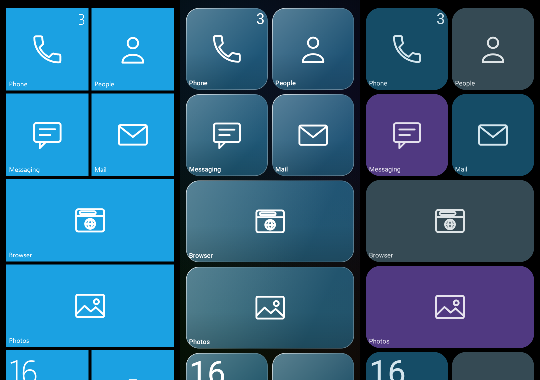 3
Phone
People
Messaging
Mail
Browser
Photos
16
3
Phone
People
Messaging
Mail
Browser
Photos
16
3
Phone
People
Messaging
Mail
Browser
Photos
16